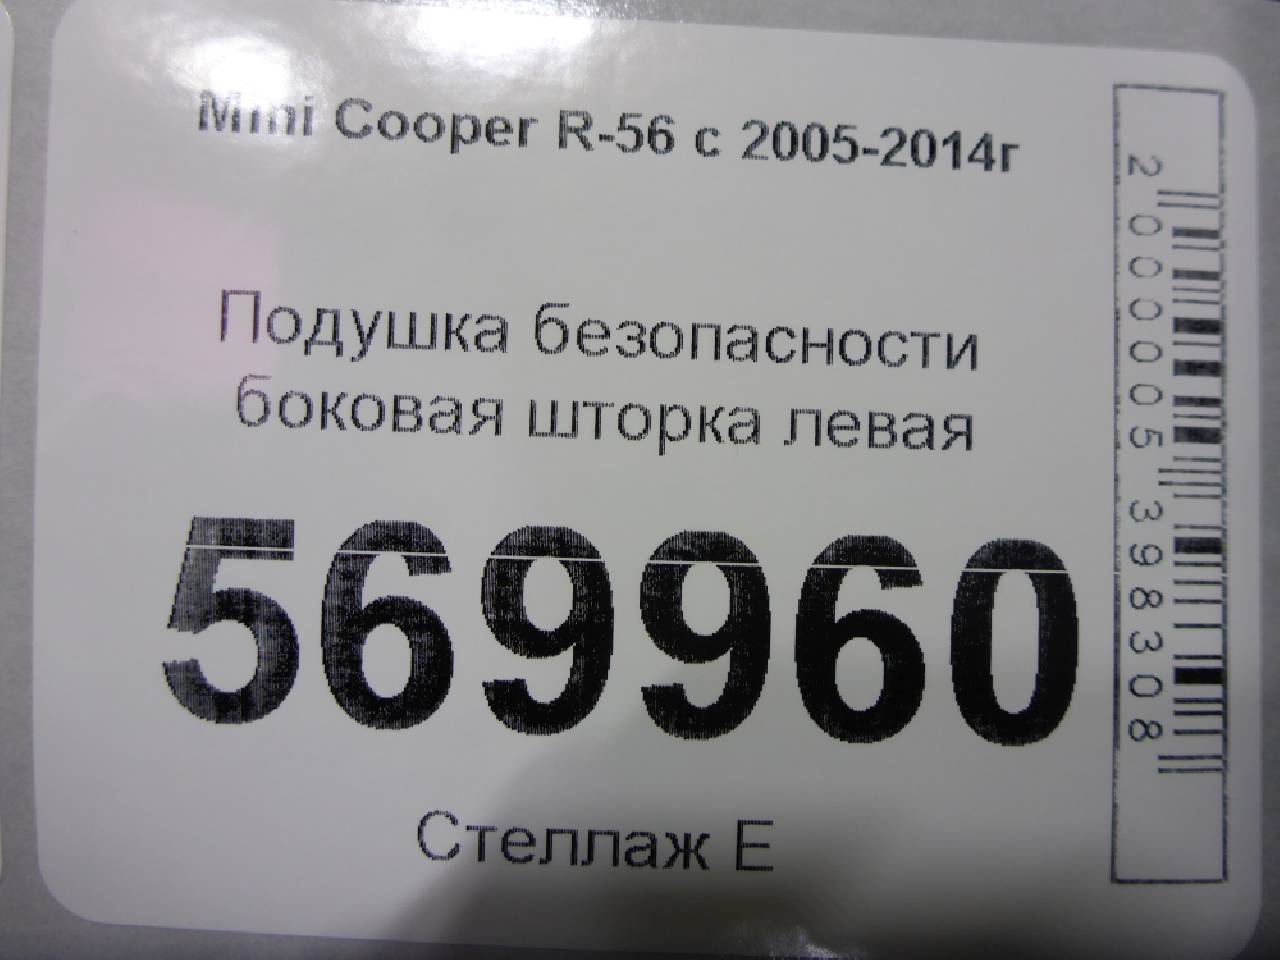 Mini Cooper R-56 с 2005-2014г
Подушка безопасности
боковая шторка левая
569960
Стеллаж Е
2000005398308